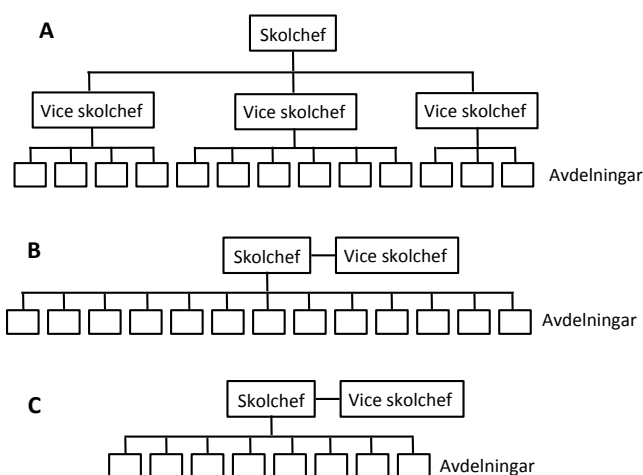 A
Skolchef
Vice skolchef Vice skolchef Vice skolchef
Avdelningar
B
Skolchef Vice skolchef
Avdelningar
C
Skolchef Vice skolchef
Avdelningar